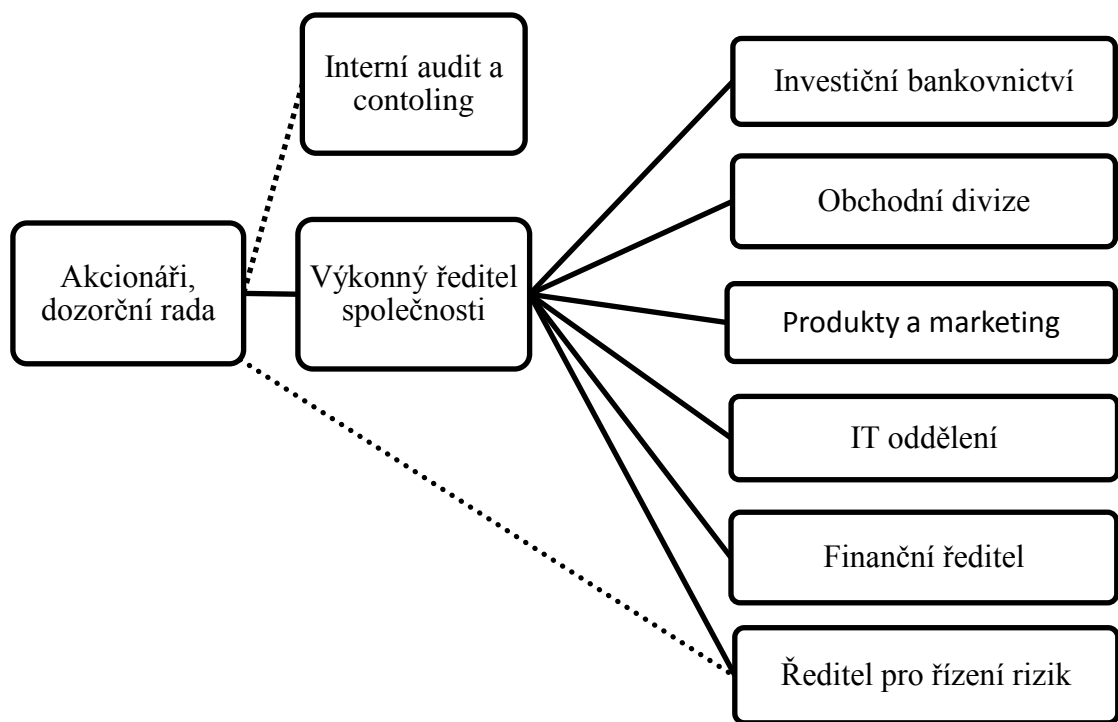 Interní audit a
contoling
Akcionáři,
dozorční rada
Výkonný ředitel
společnosti
Investiční bankovnictví
Obchodní divize
Produkty a marketing
IT oddělení
Finanční ředitel
Ředitel pro řízení rizik